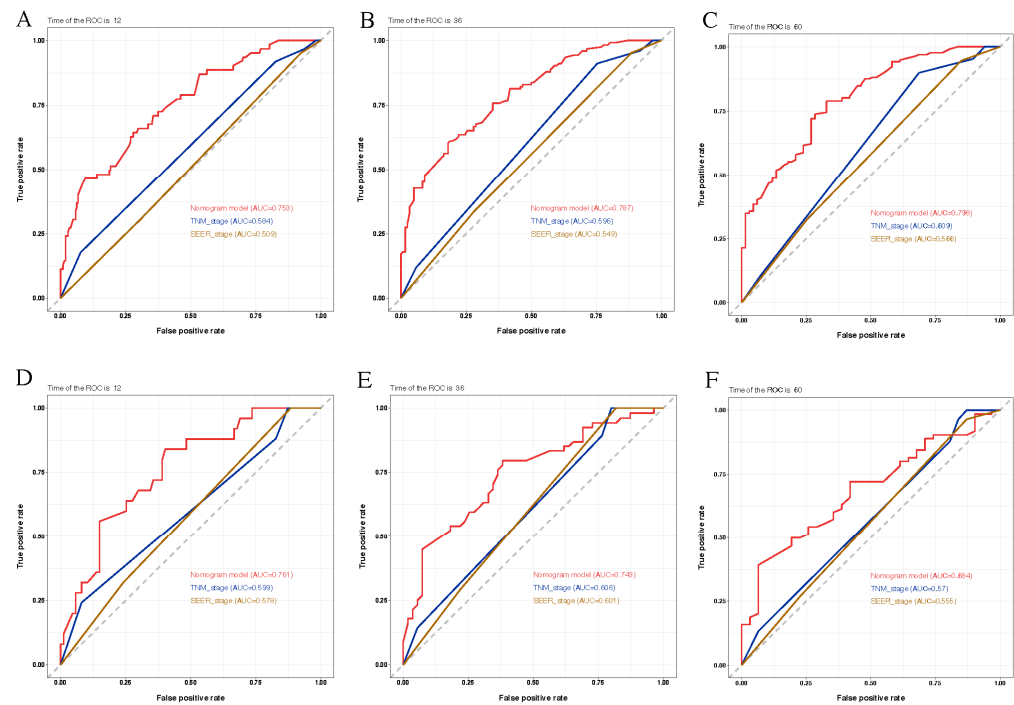 A
Time of the ROC is 12
1.00
0.75
0.50
0.25
0.00
True positive rate
Nomogram model (AUC=0.753)
TNM_stage (AUC=0.584)
SEER_stage (AUC=0.509)
0.00 0.25 0.50 0.75 1.00
False positive rate
B
Time of the ROC is 36
1.00
0.75
0.50
0.25
0.00
True positive rate
Nomogram model (AUC=0.787)
TNM_stage (AUC=0.596)
SEER_stage (AUC=0.549)
0.00 0.25 0.50 0.75 1.00
False positive rate
C
Time of the ROC is 60
1.00
0.75
0.50
0.25
0.00
True positive rate
Nomogram model (AUC=0.798)
TNM_stage (AUC=0.609)
SEER_stage (AUC=0.566)
0.00 0.25 0.50 0.75 1.00
False positive rate
D
Time of the ROC is 12
1.00
0.75
0.50
0.25
0.00
True positive rate
Nomogram model (AUC=0.761)
TNM_stage (AUC=0.599)
SEER_stage (AUC=0.578)
0.00 0.25 0.50 0.75 1.00
False positive rate
E
Time of the ROC is 36
1.00
0.75
0.50
0.25
0.00
True positive rate
Nomogram model (AUC=0.743)
TNM_stage (AUC=0.606)
SEER_stage (AUC=0.601)
0.00 0.25 0.50 0.75 1.00
False positive rate
F
Time of the ROC is 60
1.00
0.75
0.50
0.25
0.00
True positive rate
Nomogram model (AUC=0.684)
TNM_stage (AUC=0.57)
SEER_stage (AUC=0.555)
0.00 0.25 0.50 0.75 1.00
False positive rate